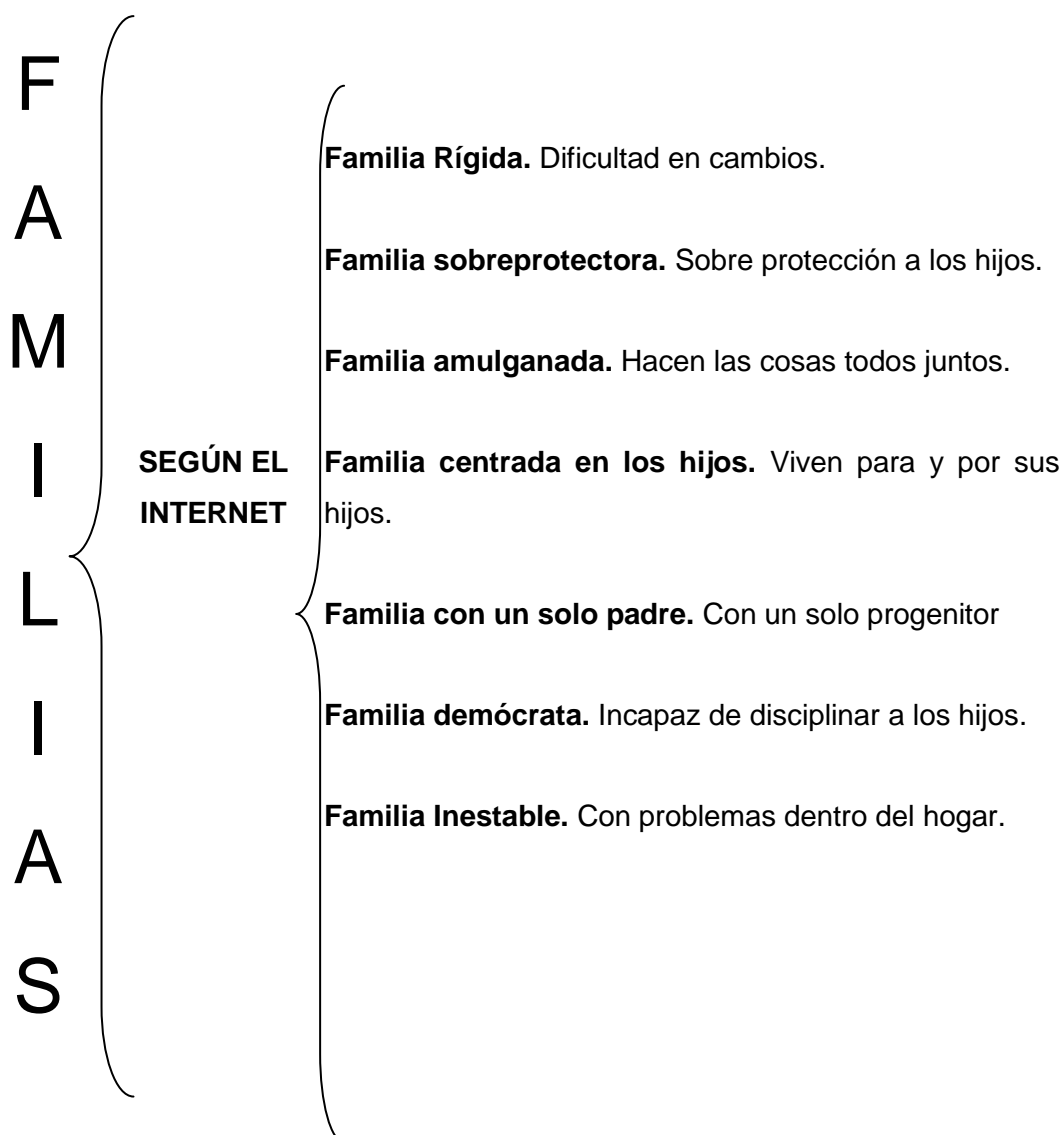 FAMILIAS
SEGÚN EL
INTERNET
Familia Rígida. Dificultad en cambios.
Familia sobreprotectora. Sobre protección a los hijos.
Familia amulganada. Hacen las cosas todos juntos.
Familia centrada en los hijos. Viven para y por sus
hijos.
Familia con un solo padre. Con un solo progenitor
Familia demócrata. Incapaz de disciplinar a los hijos.
Familia Inestable. Con problemas dentro del hogar.